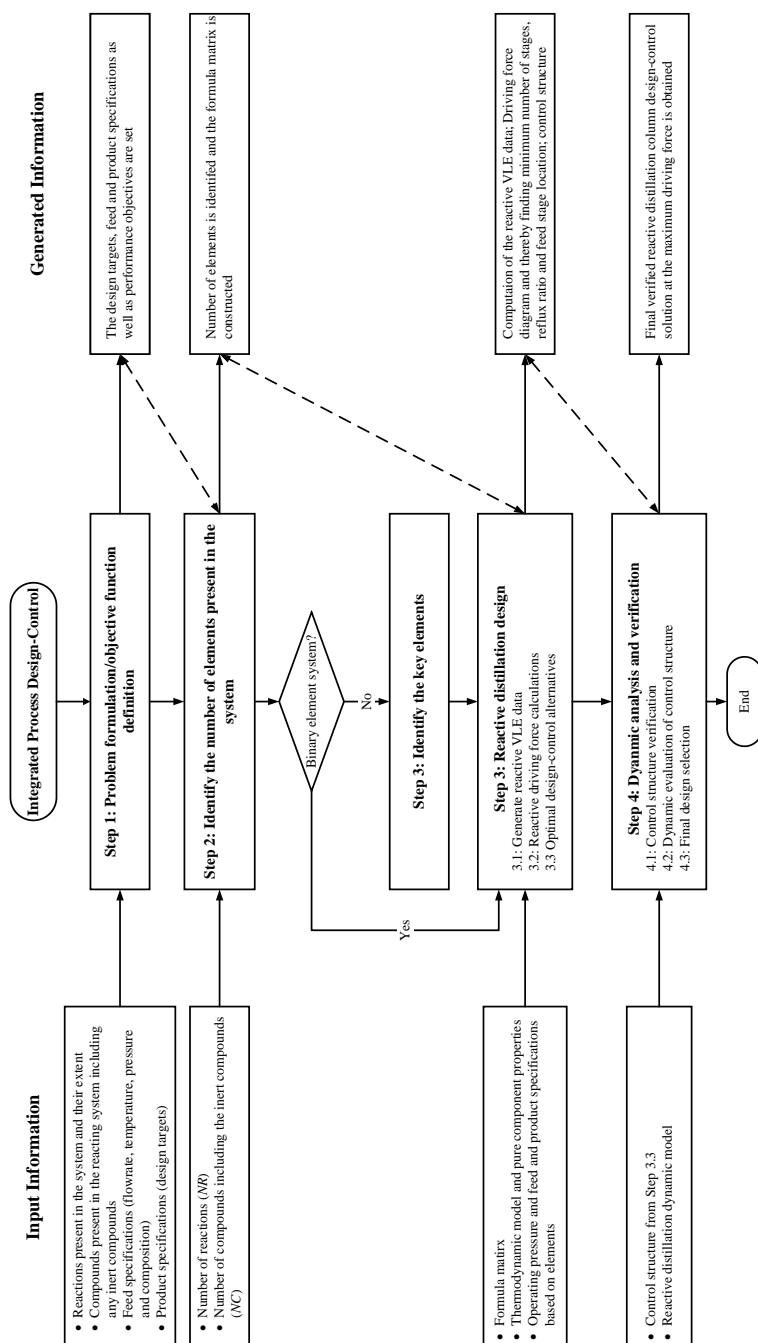 Input Information
Integrated Process Design-Control
Generated Information
• Reactions present in the system and their extent
• Compounds present in the reacting system including
any inert compounds
• Feed specifications (flowrate, temperature, pressure
and composition)
• Product specifications (design targets)
Step 1: Problem formulation/objective function
definition
The design targets, feed and product specifications as
well as performance objectives are set
• Number of reactions (NR)
• Number of compounds including the inert compounds
(NC)
Step 2: Identify the number of elements present in the
system
Number of elements is identifed and the formula matrix is
constructed
Binary element system?
Yes
No
Step 3: Identify the key elements
• Fomula matirx
• Thermodynamic model and pure component properties
• Operating pressure and feed and product specifications
based on elements
Step 3: Reactive distillation design
3.1: Generate reactive VLE data
3.2: Reactive driving force calculations
3.3 Optimal design-control alternatives
Computaion of the reactive VLE data; Driving force
diagram and thereby finding minimum number of stages,
reflux ratio and feed stage location; control structure
• Control structure from Step 3.3
• Reactive distillation dynamic model
Step 4: Dyanmic analysis and verification
4.1: Control structure verification
4.2: Dynamic evaluation of control structure
4.3: Final design selection
Final verified reactive distillation column design-control
solution at the maximum driving force is obtained
End